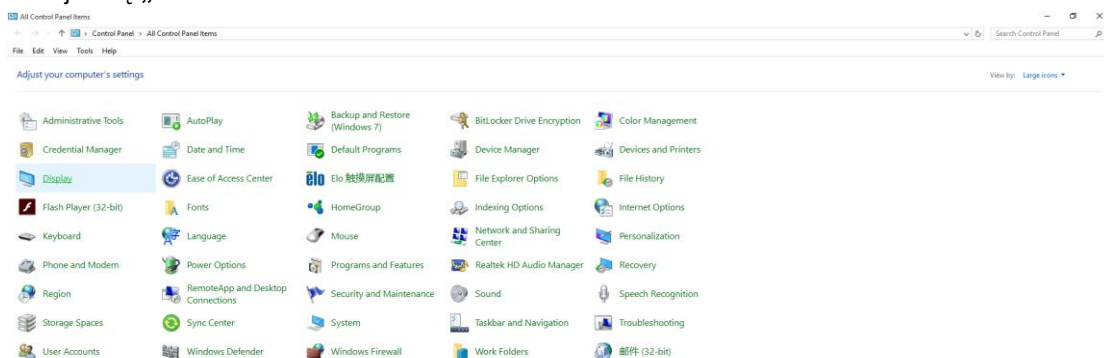 All Control Panel Items
Control Panel > All Control Panel Items
Search Control Panel
File Edit View Tools Help
Adjust your computer's settings
View by: Large icons
Administrative Tools
AutoPlay
Backup and Restore
(Windows 7)
BitLocker Drive Encryption
Color Management
Credential Manager
Date and Time
Default Programs
Device Manager
Devices and Printers
Display
Ease of Access Center
elo Elo 触摸屏配置
File Explorer Options
File History
Flash Player (32-bit)
Fonts
HomeGroup
Indexing Options
Internet Options
Keyboard
Language
Mouse
Network and Sharing
Center
Personalization
Phone and Modem
Power Options
Programs and Features
Realtek HD Audio Manager
Recovery
Region
RemoteApp and Desktop
Connections
Security and Maintenance
Sound
Speech Recognition
Storage Spaces
Sync Center
System
Taskbar and Navigation
Troubleshooting
User Accounts
Windows Defender
Windows Firewall
Work Folders
邮件 (32-bit)